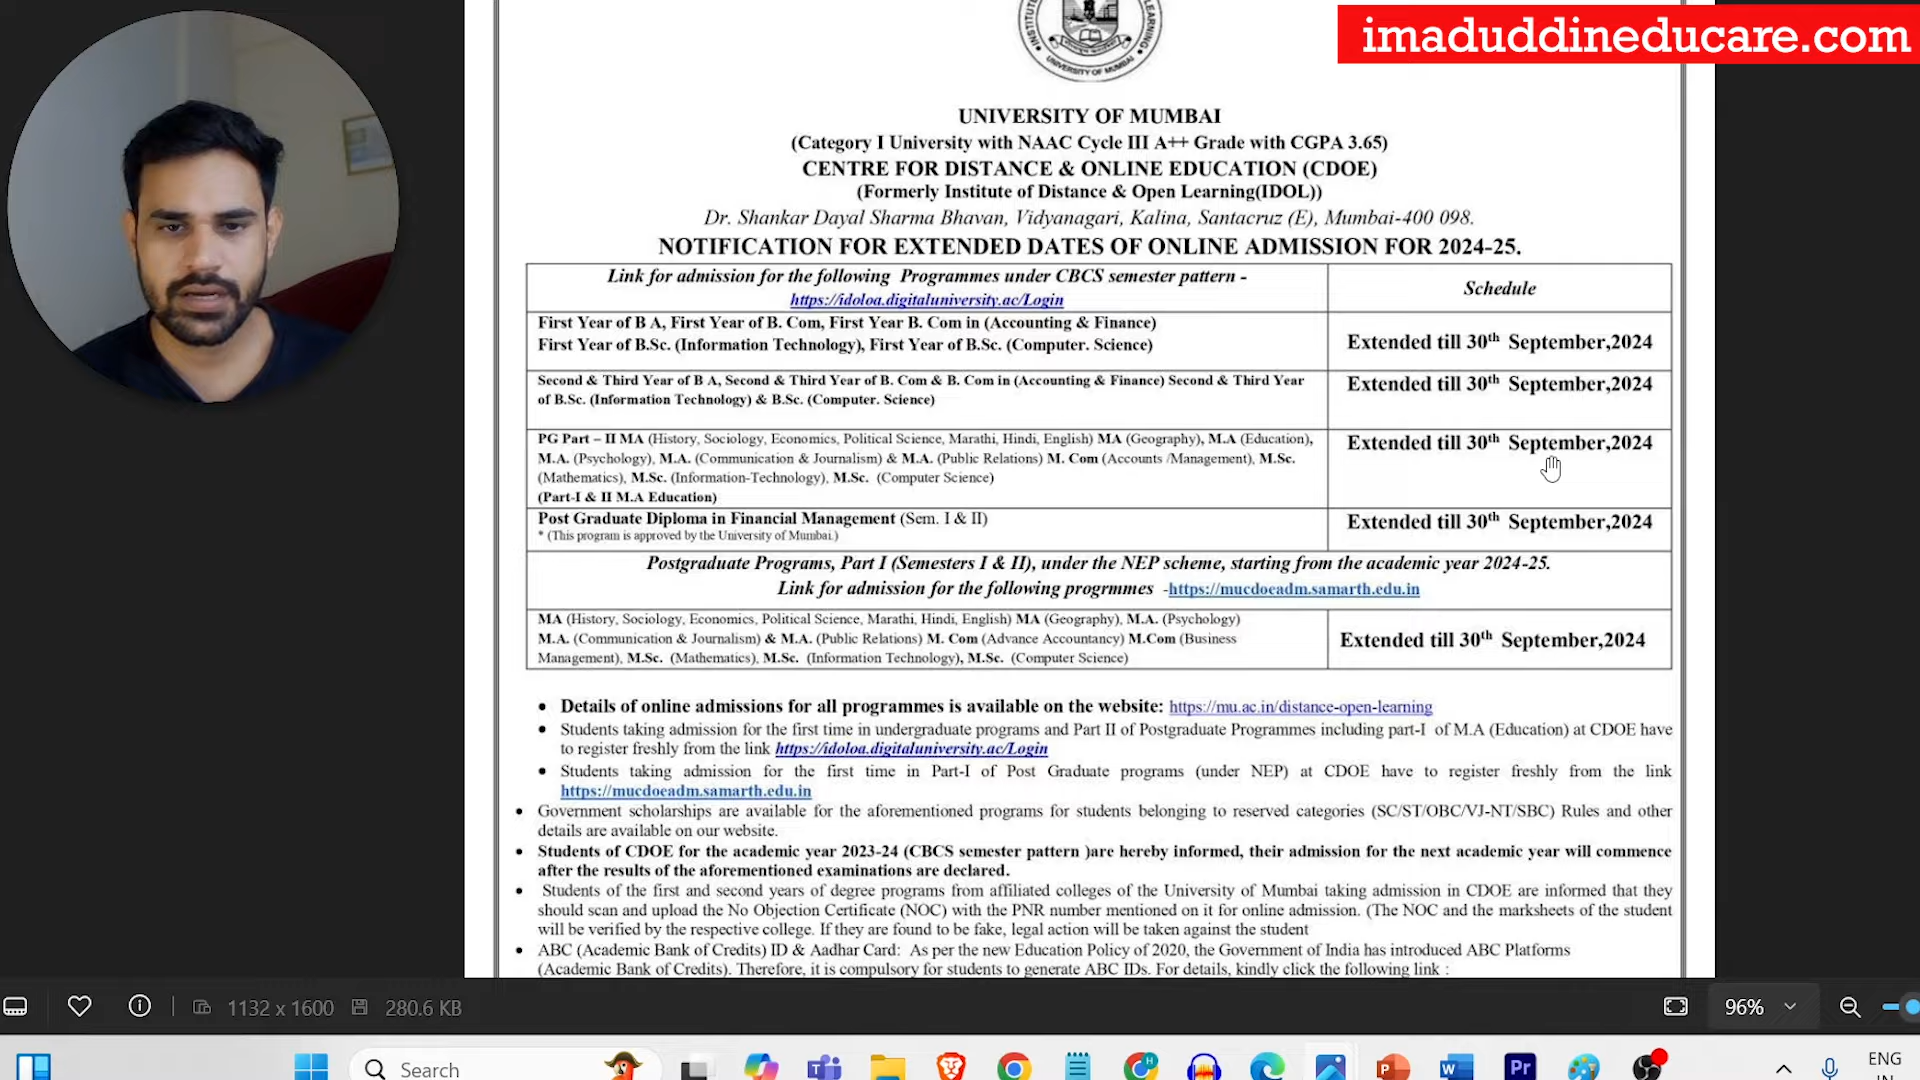 imaduddineducare.com
UNIVERSITY OF MUMBAI
UNIVERSITY OF MUMBAI
(Category I University with NAAC Cycle III A++ Grade with CGPA 3.65)
CENTRE FOR DISTANCE & ONLINE EDUCATION (CDOE)
(Formerly Institute of Distance & Open Learning(IDOL))
Dr. Shankar Dayal Sharma Bhavan, Vidyanagari, Kalina, Santacruz (E), Mumbai-400 098.
NOTIFICATION FOR EXTENDED DATES OF ONLINE ADMISSION FOR 2024-25.
Link for admission for the following Programmes under CBCS semester pattern -
https://idoloa.digitaluniversity.ac/Login
Schedule
First Year of B A, First Year of B. Com, First Year B. Com in (Accounting & Finance)
First Year of B.Sc. (Information Technology), First Year of B.Sc. (Computer. Science)
Extended till 30th September,2024
Second & Third Year of B A, Second & Third Year of B. Com & B. Com in (Accounting & Finance) Second & Third Year
of B.Sc. (Information Technology) & B.Sc. (Computer. Science)
Extended till 30th September,2024
PG Part – II MA (History, Sociology, Economics, Political Science, Marathi, Hindi, English) MA (Geography), M.A (Education),
M.A. (Psychology), M.A. (Communication & Journalism) & M.A. (Public Relations) M. Com (Accounts /Management), M.Sc.
(Mathematics), M.Sc. (Information-Technology), M.Sc. (Computer Science)
(Part-I & II M.A Education)
Extended till 30th September,2024
Post Graduate Diploma in Financial Management (Sem. I & II)
* (This program is approved by the University of Mumbai.)
Extended till 30th September,2024
Postgraduate Programs, Part I (Semesters I & II), under the NEP scheme, starting from the academic year 2024-25.
Link for admission for the following progrmmes -https://mucdoeadm.samarth.edu.in
MA (History, Sociology, Economics, Political Science, Marathi, Hindi, English) MA (Geography), M.A. (Psychology)
M.A. (Communication & Journalism) & M.A. (Public Relations) M. Com (Advance Accountancy) M.Com (Business
Management), M.Sc. (Mathematics), M.Sc. (Information Technology), M.Sc. (Computer Science)
Extended till 30th September,2024
• Details of online admissions for all programmes is available on the website: https://mu.ac.in/distance-open-learning
• Students taking admission for the first time in undergraduate programs and Part II of Postgraduate Programmes including part-I of M.A (Education) at CDOE have
to register freshly from the link https://idoloa.digitaluniversity.ac/Login
• Students taking admission for the first time in Part-I of Post Graduate programs (under NEP) at CDOE have to register freshly from the link
https://mucdoeadm.samarth.edu.in
• Government scholarships are available for the aforementioned programs for students belonging to reserved categories (SC/ST/OBC/VJ-NT/SBC) Rules and other
details are available on our website.
• Students of CDOE for the academic year 2023-24 (CBCS semester pattern )are hereby informed, their admission for the next academic year will commence
after the results of the aforementioned examinations are declared.
• Students of the first and second years of degree programs from affiliated colleges of the University of Mumbai taking admission in CDOE are informed that they
should scan and upload the No Objection Certificate (NOC) with the PNR number mentioned on it for online admission. (The NOC and the marksheets of the student
will be verified by the respective college. If they are found to be fake, legal action will be taken against the student
• ABC (Academic Bank of Credits) ID & Aadhar Card: As per the new Education Policy of 2020, the Government of India has introduced ABC Platforms
(Academic Bank of Credits). Therefore, it is compulsory for students to generate ABC IDs. For details, kindly click the following link :
1132 x 1600
280.6 KB
96%
Search
ENG